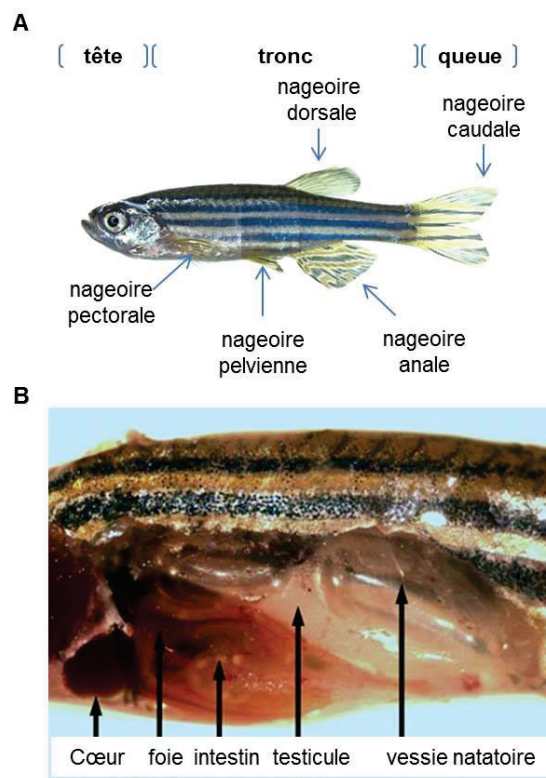 A
tête tronc queue
nageoire
dorsale
nageoire
caudale
nageoire
pectorale
nageoire
pelvienne
nageoire
anale
B
Cœur foie intestin testicule vessie natatoire